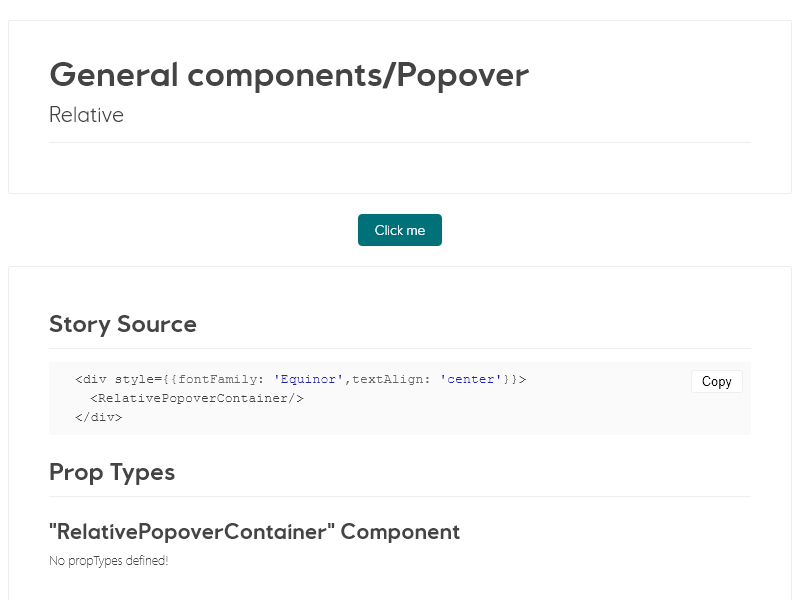 General components/Popover
Relative
Click me
Story Source
<div style={{fontFamily: 'Equinor',textAlign: 'center'}}>
Copy
<RelativePopoverContainer/>
</div>
Prop Types
"RelativePopoverContainer" Component
No propTypes defined!